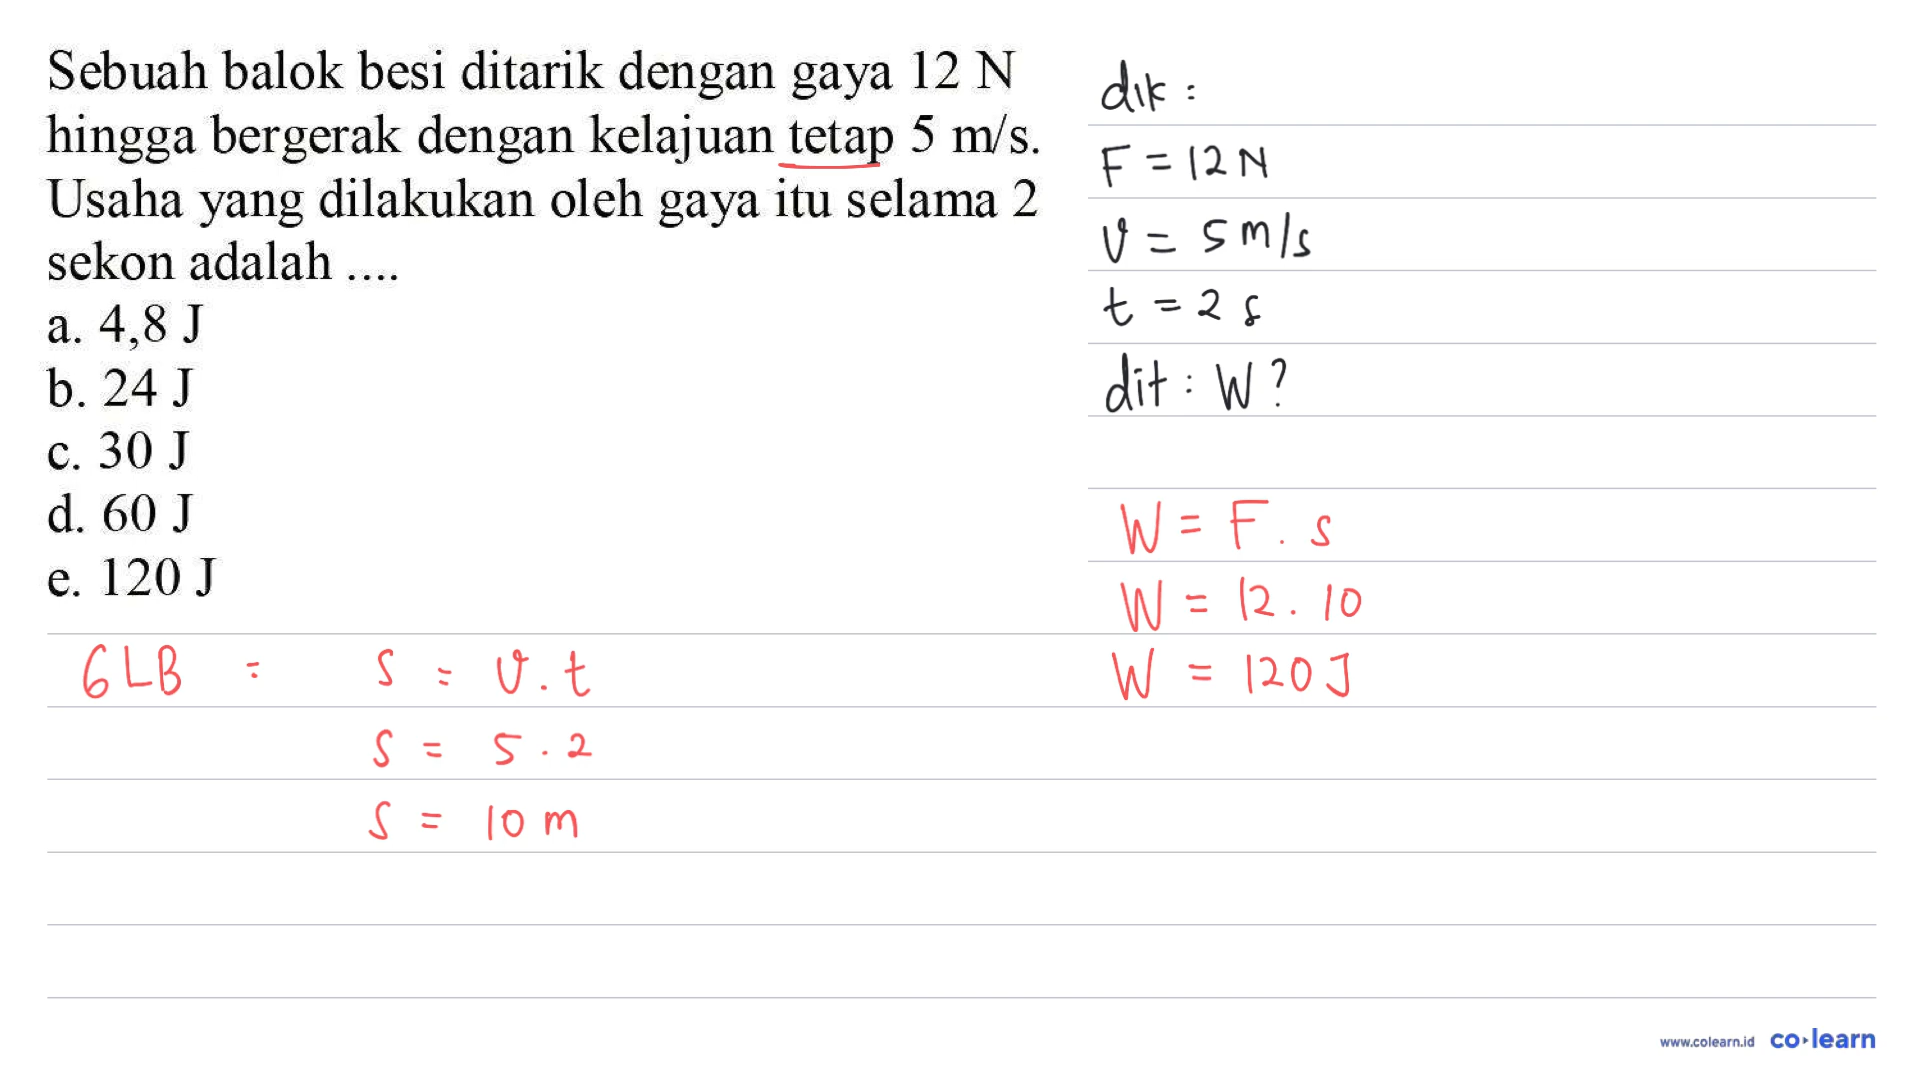 Sebuah balok besi ditarik dengan gaya 12 N
hingga bergerak dengan kelajuan tetap 5 m/s.
Usaha yang dilakukan oleh gaya itu selama 2
sekon adalah ....
a. 4,8 J
b. 24 J
c. 30 J
d. 60 J
e. 120 J
dik :
F = 12 N
v = 5 m/s
t = 2 s
dit : W ?
GLB : s = v . t
s = 5 . 2
s = 10 m
W = F . s
W = 12 . 10
W = 120 J
www.colearn.id co learn